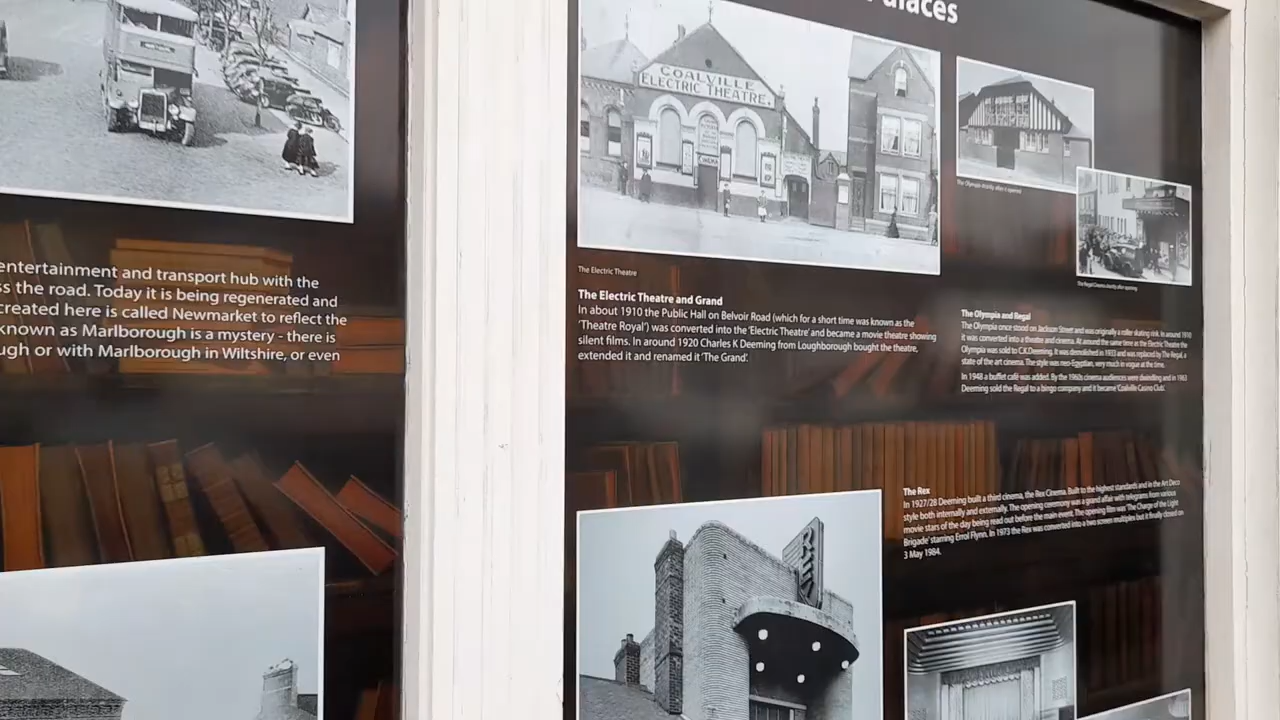 entertainment and transport hub with the
ss the road. Today it is being regenerated and
created here is called Newmarket to reflect the
known as Marlborough is a mystery - there is
ugh or with Marlborough in Wiltshire, or even
alaces
COALVILLE
ELECTRIC THEATRE.
The Electric Theatre
The Electric Theatre and Grand
In about 1910 the Public Hall on Belvoir Road (which for a short time was known as the
'Theatre Royal') was converted into the 'Electric Theatre' and became a movie theatre showing
silent films. In around 1920 Charles K Deeming from Loughborough bought the theatre,
extended it and renamed it 'The Grand'.
The Olympia shortly after it opened
The Regal Cinema shortly after opening
The Olympia and Regal
The Olympia once stood on Jackson Street and was originally a roller skating rink. In around 1910
it was converted into a theatre and cinema. At around the same time as the Electric Theatre the
Olympia was sold to C.K.Deeming. It was demolished in 1933 and was replaced by The Regal, a
state of the art cinema. The style was neo-Egyptian, very much in vogue at the time.
In 1948 a buffet café was added. By the 1960s cinema audiences were dwindling and in 1963
Deeming sold the Regal to a bingo company and it became 'Coalville Casino Club'.
The Rex
In 1927/28 Deeming built a third cinema, the Rex Cinema. Built to the highest standards and in the Art Deco
style both internally and externally. The opening ceremony was a grand affair with telegrams from various
movie stars of the day being read out before the main event. The opening film was 'The Charge of the Light
Brigade' starring Errol Flynn. In 1973 the Rex was converted into a two screen multiplex but it finally closed on
3 May 1984.
REX